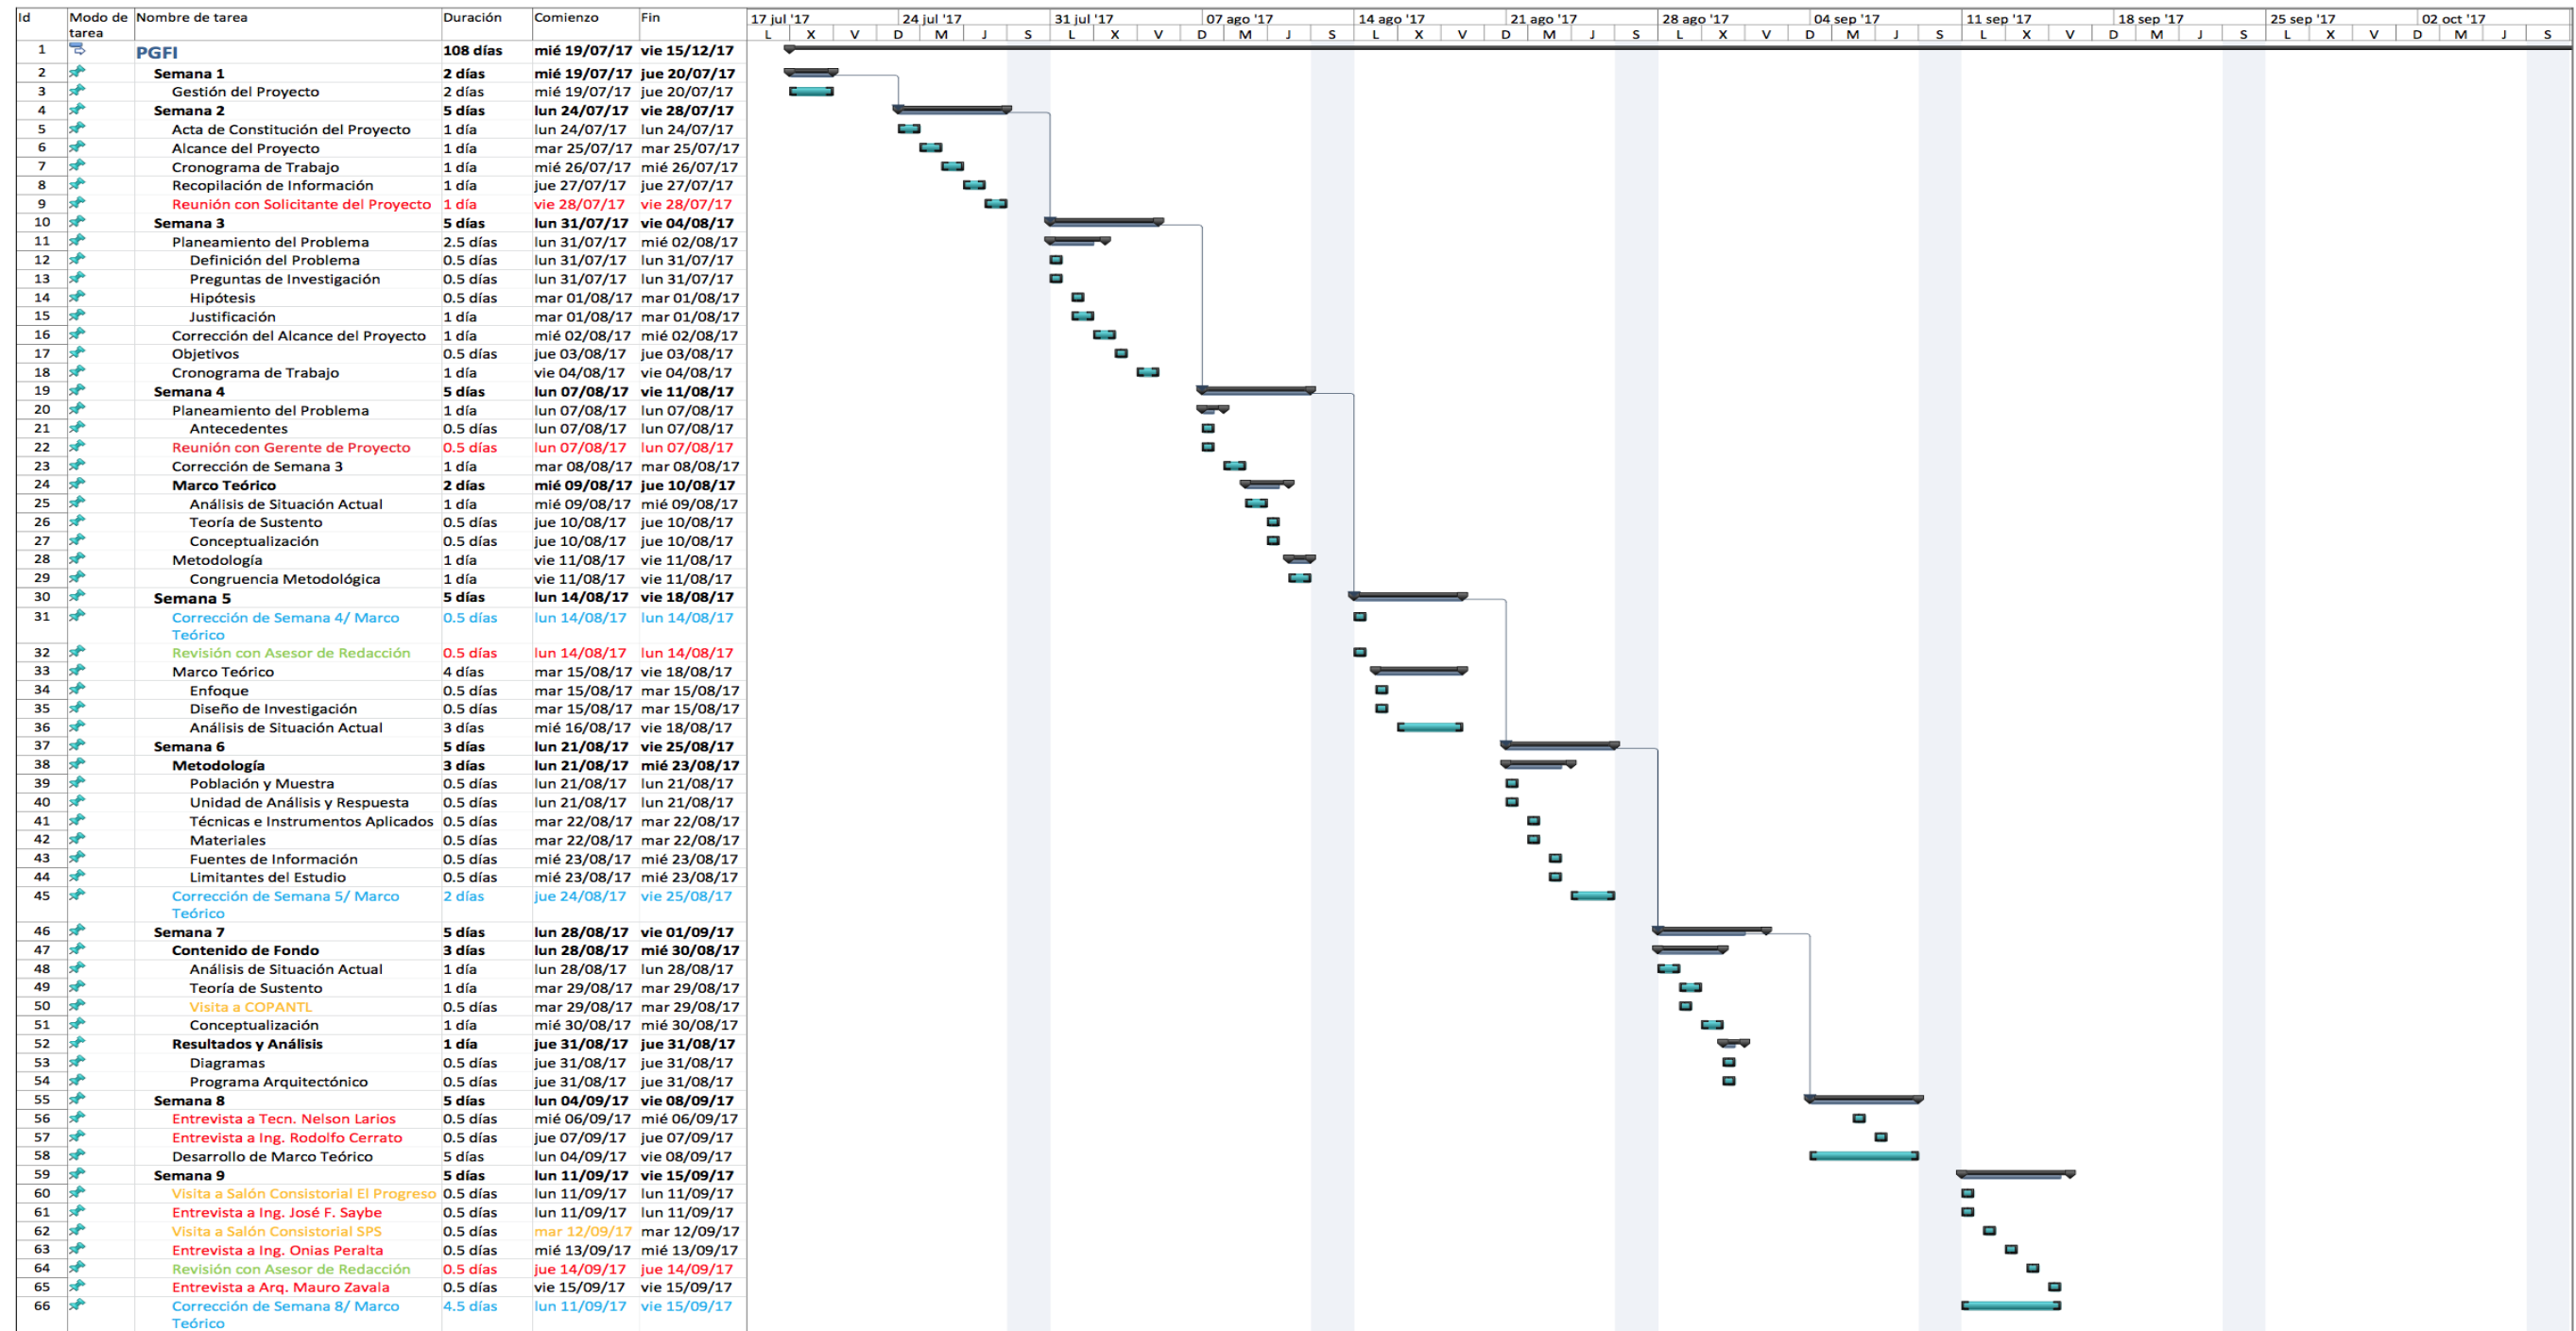 Id Modo de Nombre de tarea Duración Comienzo Fin 17 jul '17 24 jul '17 31 jul '17 07 ago '17 14 ago '17 21 ago '17 28 ago '17 04 sep '17 11 sep '17 18 sep '17 25 sep '17 02 oct '17
tarea L X V D M J S L X V D M J S L X V D M J S L X V D M J S L X V D M J S L X V D M J S
1 PGFI 108 días mié 19/07/17 vie 15/12/17
2 Semana 1 2 días mié 19/07/17 jue 20/07/17
3 Gestión del Proyecto 2 días mié 19/07/17 jue 20/07/17
4 Semana 2 5 días lun 24/07/17 vie 28/07/17
5 Acta de Constitución del Proyecto 1 día lun 24/07/17 lun 24/07/17
6 Alcance del Proyecto 1 día mar 25/07/17 mar 25/07/17
7 Cronograma de Trabajo 1 día mié 26/07/17 mié 26/07/17
8 Recopilación de Información 1 día jue 27/07/17 jue 27/07/17
9 Reunión con Solicitante del Proyecto 1 día vie 28/07/17 vie 28/07/17
10 Semana 3 5 días lun 31/07/17 vie 04/08/17
11 Planeamiento del Problema 2.5 días lun 31/07/17 mié 02/08/17
12 Definición del Problema 0.5 días lun 31/07/17 lun 31/07/17
13 Preguntas de Investigación 0.5 días lun 31/07/17 lun 31/07/17
14 Hipótesis 0.5 días mar 01/08/17 mar 01/08/17
15 Justificación 1 día mar 01/08/17 mar 01/08/17
16 Corrección del Alcance del Proyecto 1 día mié 02/08/17 mié 02/08/17
17 Objetivos 0.5 días jue 03/08/17 jue 03/08/17
18 Cronograma de Trabajo 1 día vie 04/08/17 vie 04/08/17
19 Semana 4 5 días lun 07/08/17 vie 11/08/17
20 Planeamiento del Problema 1 día lun 07/08/17 lun 07/08/17
21 Antecedentes 0.5 días lun 07/08/17 lun 07/08/17
22 Reunión con Gerente de Proyecto 0.5 días lun 07/08/17 lun 07/08/17
23 Corrección de Semana 3 1 día mar 08/08/17 mar 08/08/17
24 Marco Teórico 2 días mié 09/08/17 jue 10/08/17
25 Análisis de Situación Actual 1 día mié 09/08/17 mié 09/08/17
26 Teoría de Sustento 0.5 días jue 10/08/17 jue 10/08/17
27 Conceptualización 0.5 días jue 10/08/17 jue 10/08/17
28 Metodología 1 día vie 11/08/17 vie 11/08/17
29 Congruencia Metodológica 1 día vie 11/08/17 vie 11/08/17
30 Semana 5 5 días lun 14/08/17 vie 18/08/17
31 Corrección de Semana 4/ Marco 0.5 días lun 14/08/17 lun 14/08/17
Teórico
32 Revisión con Asesor de Redacción 0.5 días lun 14/08/17 lun 14/08/17
33 Marco Teórico 4 días mar 15/08/17 vie 18/08/17
34 Enfoque 0.5 días mar 15/08/17 mar 15/08/17
35 Diseño de Investigación 0.5 días mar 15/08/17 mar 15/08/17
36 Análisis de Situación Actual 3 días mié 16/08/17 vie 18/08/17
37 Semana 6 5 días lun 21/08/17 vie 25/08/17
38 Metodología 3 días lun 21/08/17 mié 23/08/17
39 Población y Muestra 0.5 días lun 21/08/17 lun 21/08/17
40 Unidad de Análisis y Respuesta 0.5 días lun 21/08/17 lun 21/08/17
41 Técnicas e Instrumentos Aplicados 0.5 días mar 22/08/17 mar 22/08/17
42 Materiales 0.5 días mar 22/08/17 mar 22/08/17
43 Fuentes de Información 0.5 días mié 23/08/17 mié 23/08/17
44 Limitantes del Estudio 0.5 días mié 23/08/17 mié 23/08/17
45 Corrección de Semana 5/ Marco 2 días jue 24/08/17 vie 25/08/17
Teórico
46 Semana 7 5 días lun 28/08/17 vie 01/09/17
47 Contenido de Fondo 3 días lun 28/08/17 mié 30/08/17
48 Análisis de Situación Actual 1 día lun 28/08/17 lun 28/08/17
49 Teoría de Sustento 1 día mar 29/08/17 mar 29/08/17
50 Visita a COPANTL 0.5 días mar 29/08/17 mar 29/08/17
51 Conceptualización 1 día mié 30/08/17 mié 30/08/17
52 Resultados y Análisis 1 día jue 31/08/17 jue 31/08/17
53 Diagramas 0.5 días jue 31/08/17 jue 31/08/17
54 Programa Arquitectónico 0.5 días jue 31/08/17 jue 31/08/17
55 Semana 8 5 días lun 04/09/17 vie 08/09/17
56 Entrevista a Tecn. Nelson Larios 0.5 días mié 06/09/17 mié 06/09/17
57 Entrevista a Ing. Rodolfo Cerrato 0.5 días jue 07/09/17 jue 07/09/17
58 Desarrollo de Marco Teórico 5 días lun 04/09/17 vie 08/09/17
59 Semana 9 5 días lun 11/09/17 vie 15/09/17
60 Visita a Salón Consistorial El Progreso 0.5 días lun 11/09/17 lun 11/09/17
61 Entrevista a Ing. José F. Saybe 0.5 días lun 11/09/17 lun 11/09/17
62 Visita a Salón Consistorial SPS 0.5 días mar 12/09/17 mar 12/09/17
63 Entrevista a Ing. Onias Peralta 0.5 días mié 13/09/17 mié 13/09/17
64 Revisión con Asesor de Redacción 0.5 días jue 14/09/17 jue 14/09/17
65 Entrevista a Arq. Mauro Zavala 0.5 días vie 15/09/17 vie 15/09/17
66 Corrección de Semana 8/ Marco 4.5 días lun 11/09/17 vie 15/09/17
Teórico